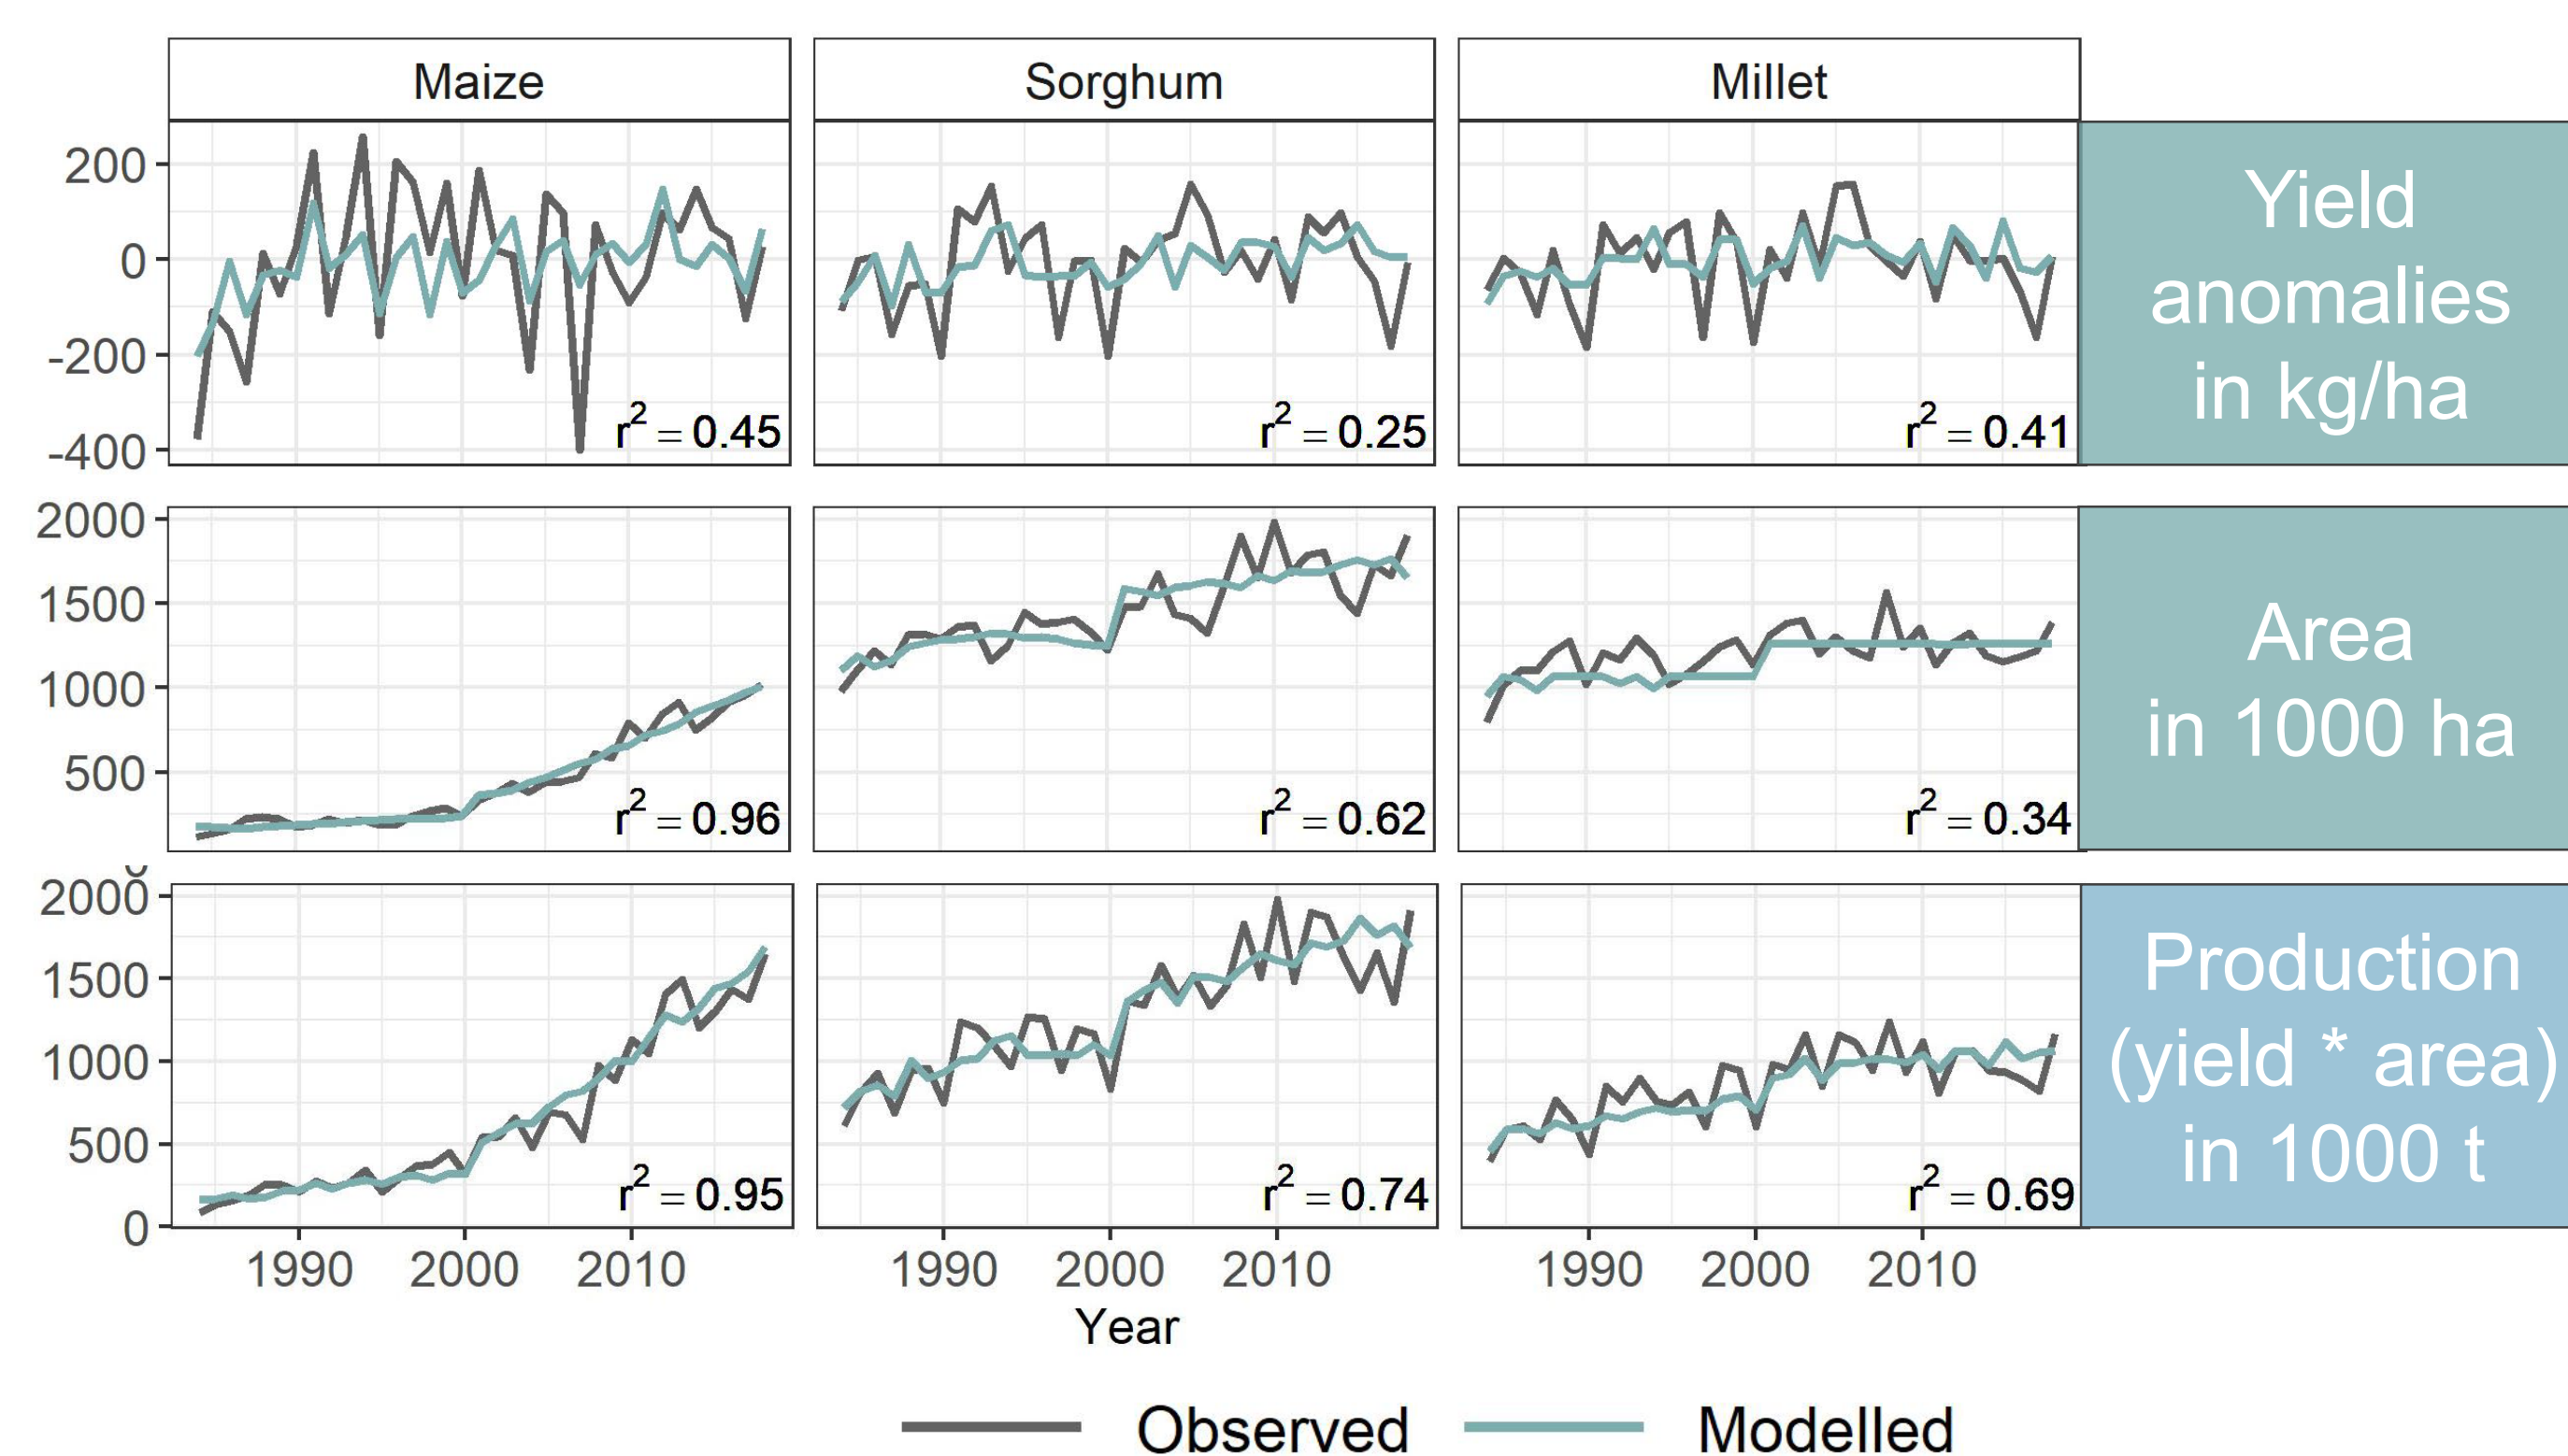 Maize
Sorghum
Millet
200
0
-200
-400
r² = 0.45
r² = 0.25
r² = 0.41
Yield
anomalies
in kg/ha
2000
1500
1000
500
r² = 0.96
r² = 0.62
r² = 0.34
Area
in 1000 ha
2000
1500
1000
500
0
r² = 0.95
r² = 0.74
r² = 0.69
Production
(yield * area)
in 1000 t
1990 2000 2010
1990 2000 2010
1990 2000 2010
Year
Observed
Modelled